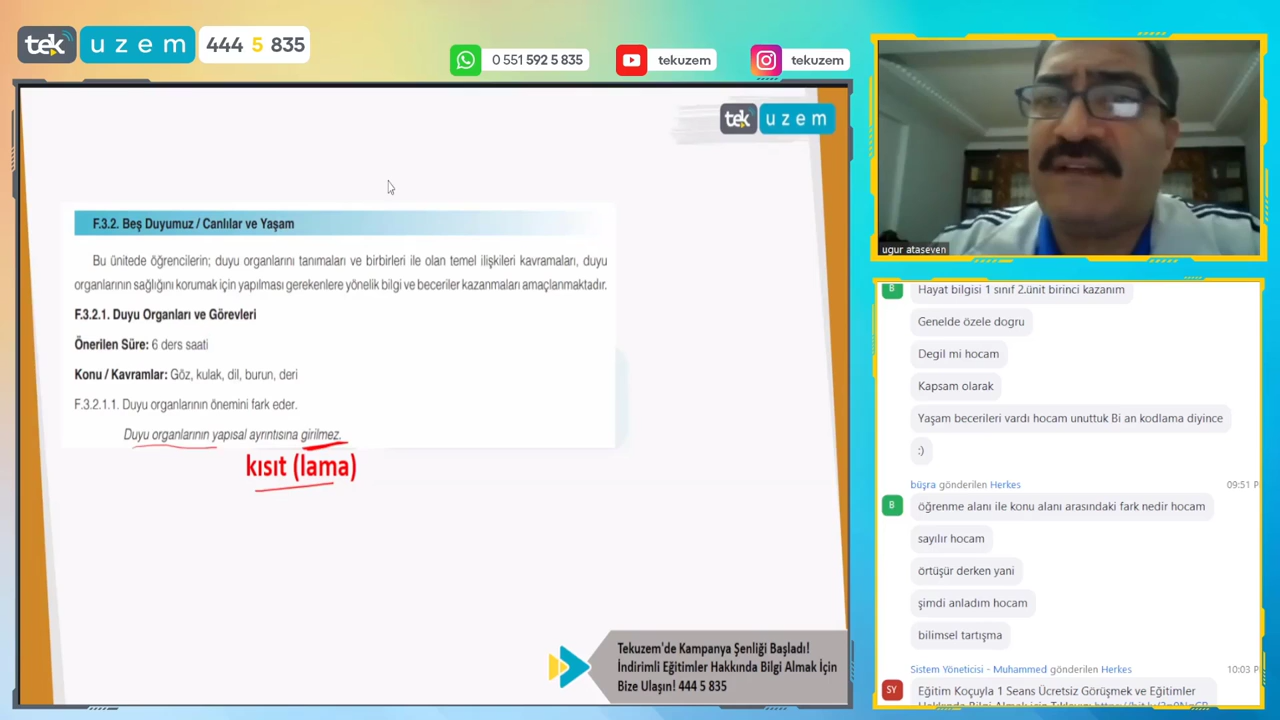 tek uzem 444 5 835
0 551 592 5 835
tekuzem
tekuzem
tek uzem
F.3.2. Beş Duyumuz / Canlılar ve Yaşam
Bu ünitede öğrencilerin; duyu organlarını tanımaları ve birbirleri ile olan temel ilişkileri kavramaları, duyu
organlarının sağlığını korumak için yapılması gerekenlere yönelik bilgi ve beceriler kazanmaları amaçlanmaktadır.
F.3.2.1. Duyu Organları ve Görevleri
Önerilen Süre: 6 ders saati
Konu / Kavramlar: Göz, kulak, dil, burun, deri
F.3.2.1.1. Duyu organlarının önemini fark eder.
Duyu organlarının yapısal ayrıntısına girilmez.
kısıt (lama)
Tekuzem'de Kampanya Şenliği Başladı!
İndirimli Eğitimler Hakkında Bilgi Almak İçin
Bize Ulaşın! 444 5 835
ugur ataseven
B
Hayat bilgisi 1 sınıf 2.ünit birinci kazanım
Genelde özele dogru
Degil mi hocam
Kapsam olarak
Yaşam becerileri vardı hocam unuttuk Bi an kodlama diyince
:)
büşra gönderilen Herkes 09:51 P
B
öğrenme alanı ile konu alanı arasındaki fark nedir hocam
sayılır hocam
örtüşür derken yani
şimdi anladım hocam
bilimsel tartışma
Sistem Yöneticisi - Muhammed gönderilen Herkes 10:03 P
SY
Eğitim Koçuyla 1 Seans Ücretsiz Görüşmek ve Eğitimler